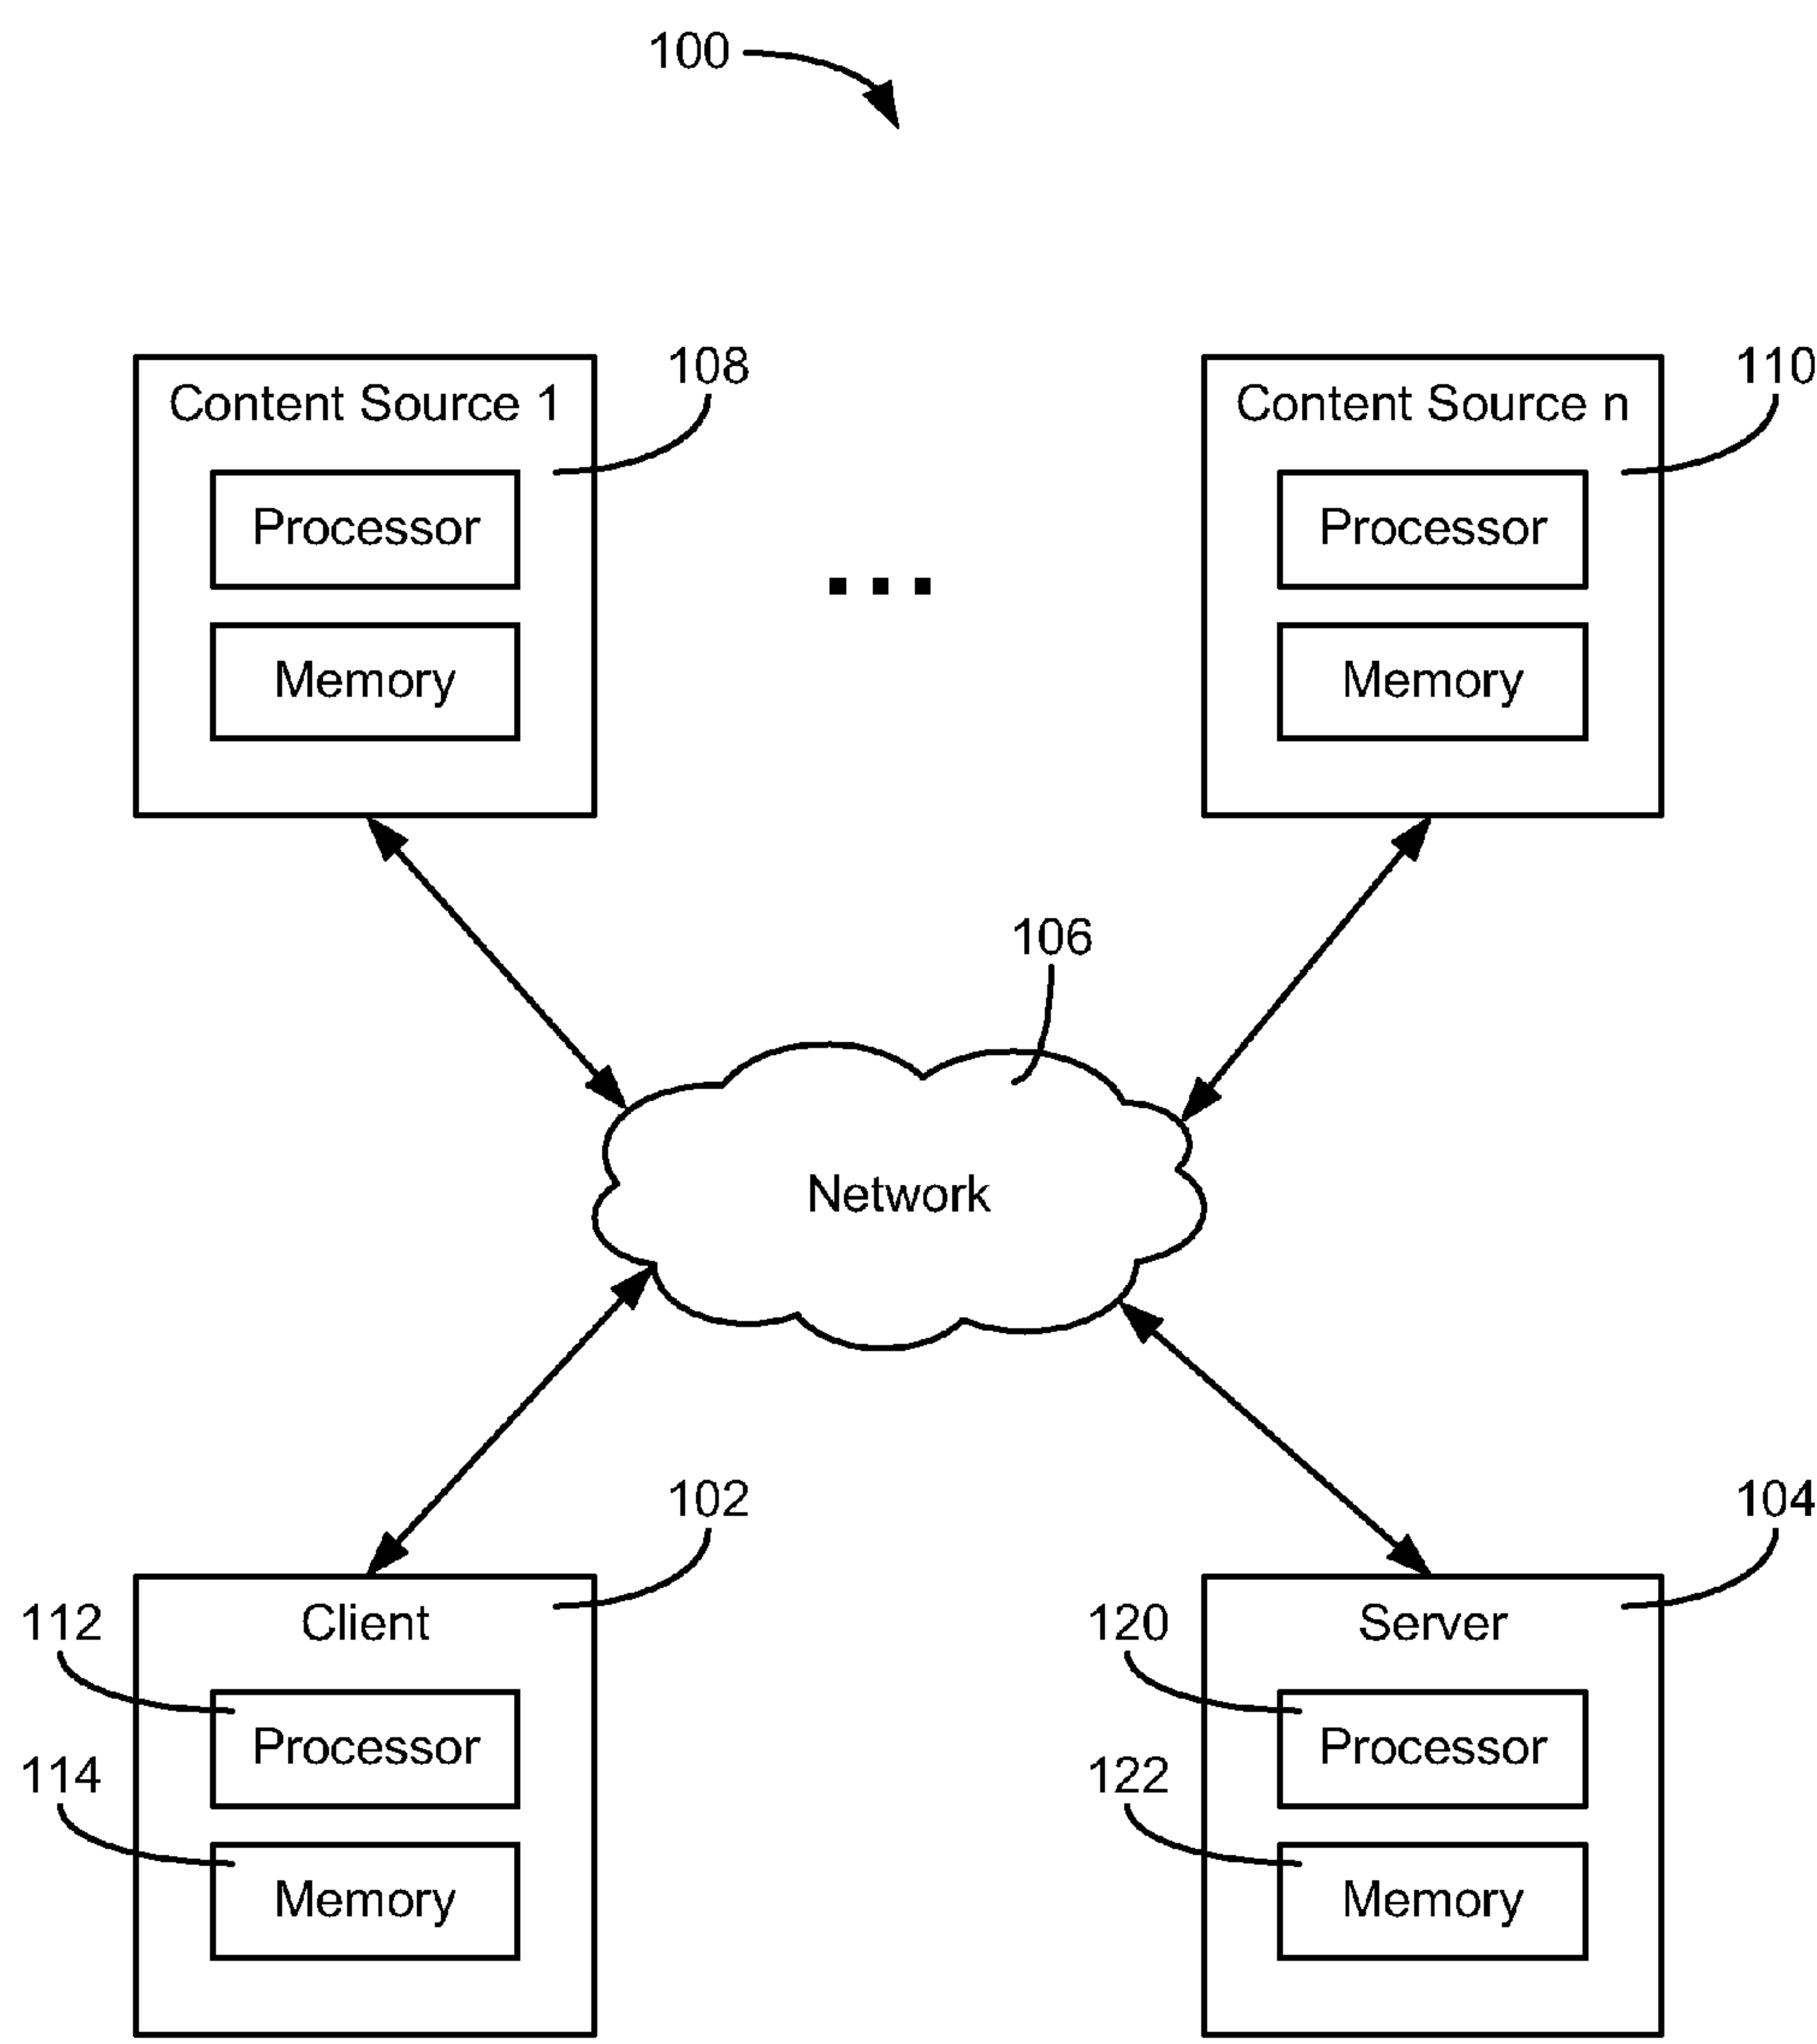 100
108
110
Content Source 1
Content Source n
Processor
Processor
Memory
Memory
106
Network
102
104
112
Client
120
Server
Processor
Processor
114
122
Memory
Memory